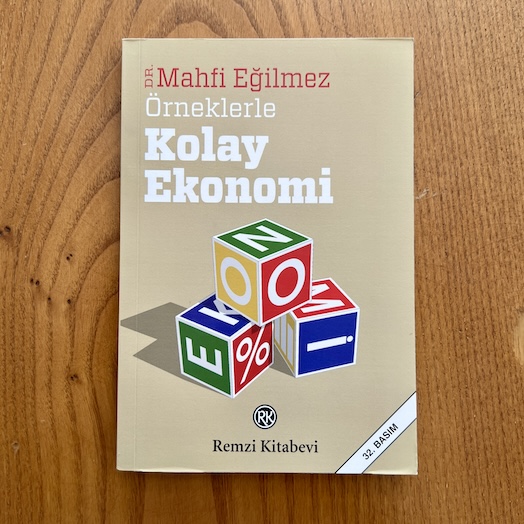 DR. Mahfi Eğilmez
Örneklerle
Kolay
Ekonomi
N
O O
K M
E % İ
RK
Remzi Kitabevi
32. BASIM